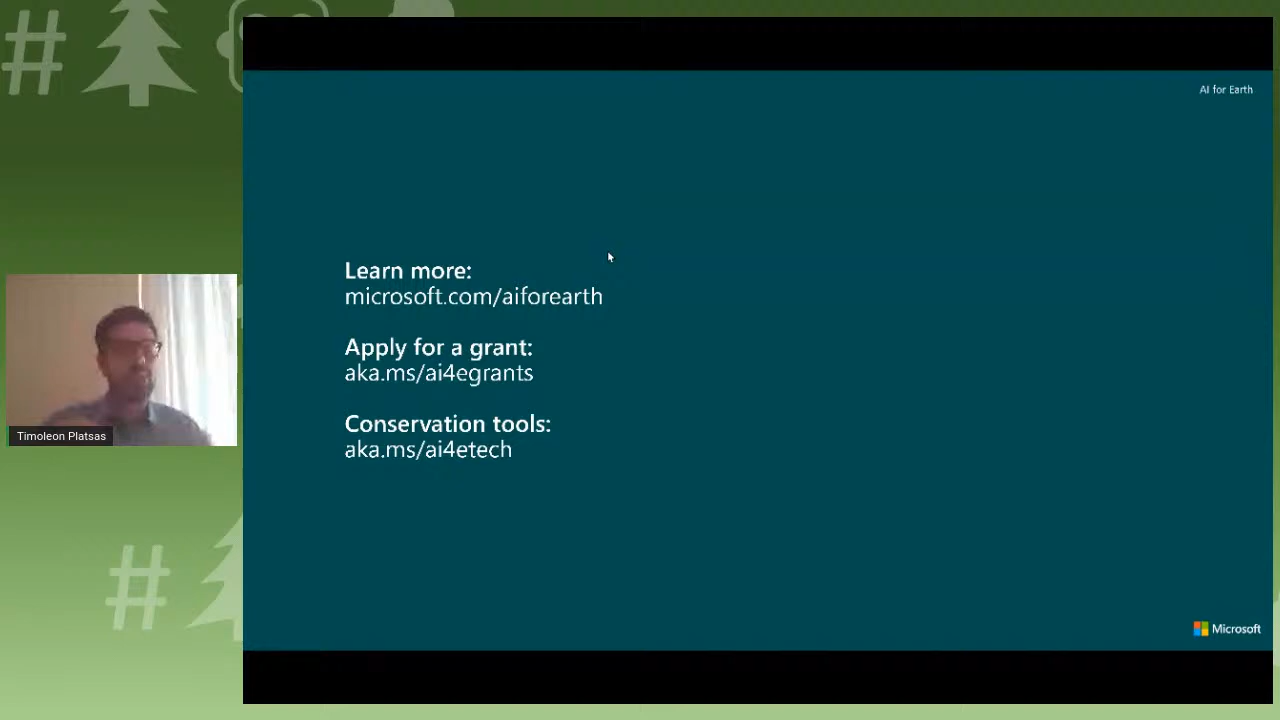 AI for Earth
Learn more:
microsoft.com/aiforearth
Apply for a grant:
aka.ms/ai4egrants
Conservation tools:
aka.ms/ai4etech
Timoleon Platsas
Microsoft